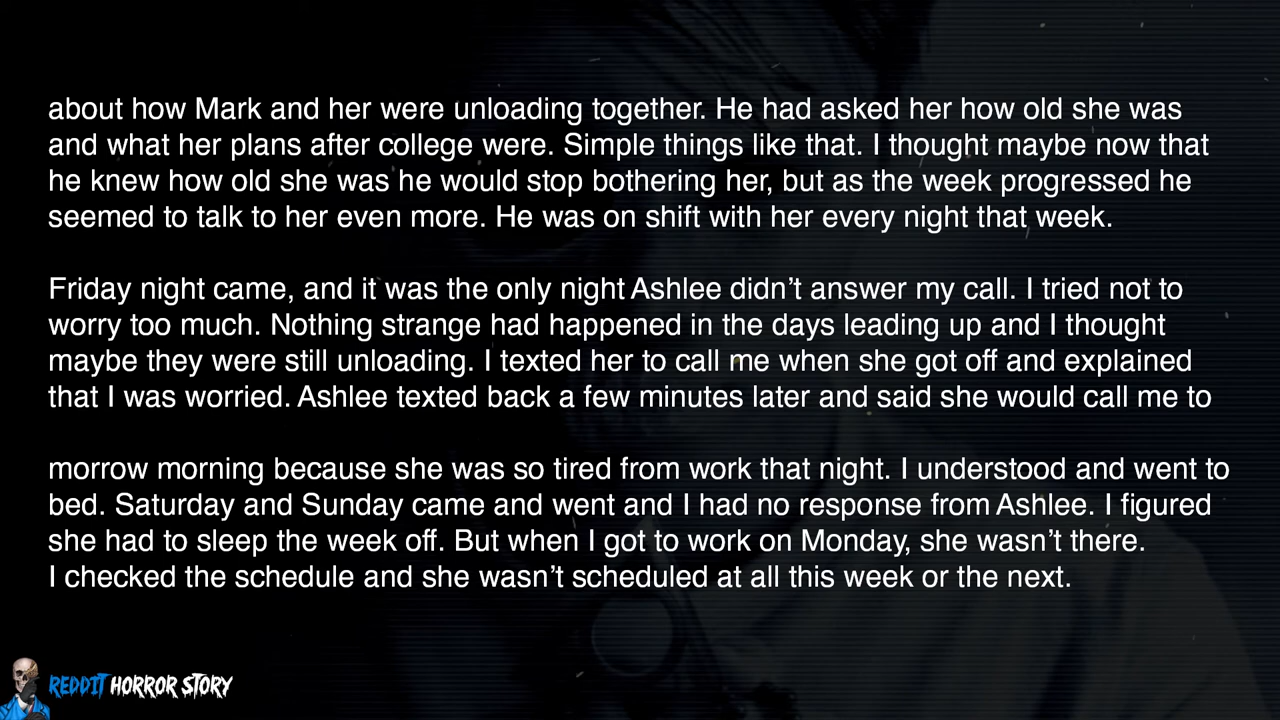 about how Mark and her were unloading together. He had asked her how old she was
and what her plans after college were. Simple things like that. I thought maybe now that
he knew how old she was he would stop bothering her, but as the week progressed he
seemed to talk to her even more. He was on shift with her every night that week.
Friday night came, and it was the only night Ashlee didn’t answer my call. I tried not to
worry too much. Nothing strange had happened in the days leading up and I thought
maybe they were still unloading. I texted her to call me when she got off and explained
that I was worried. Ashlee texted back a few minutes later and said she would call me to
morrow morning because she was so tired from work that night. I understood and went to
bed. Saturday and Sunday came and went and I had no response from Ashlee. I figured
she had to sleep the week off. But when I got to work on Monday, she wasn’t there.
I checked the schedule and she wasn’t scheduled at all this week or the next.
REDDIT HORROR STORY